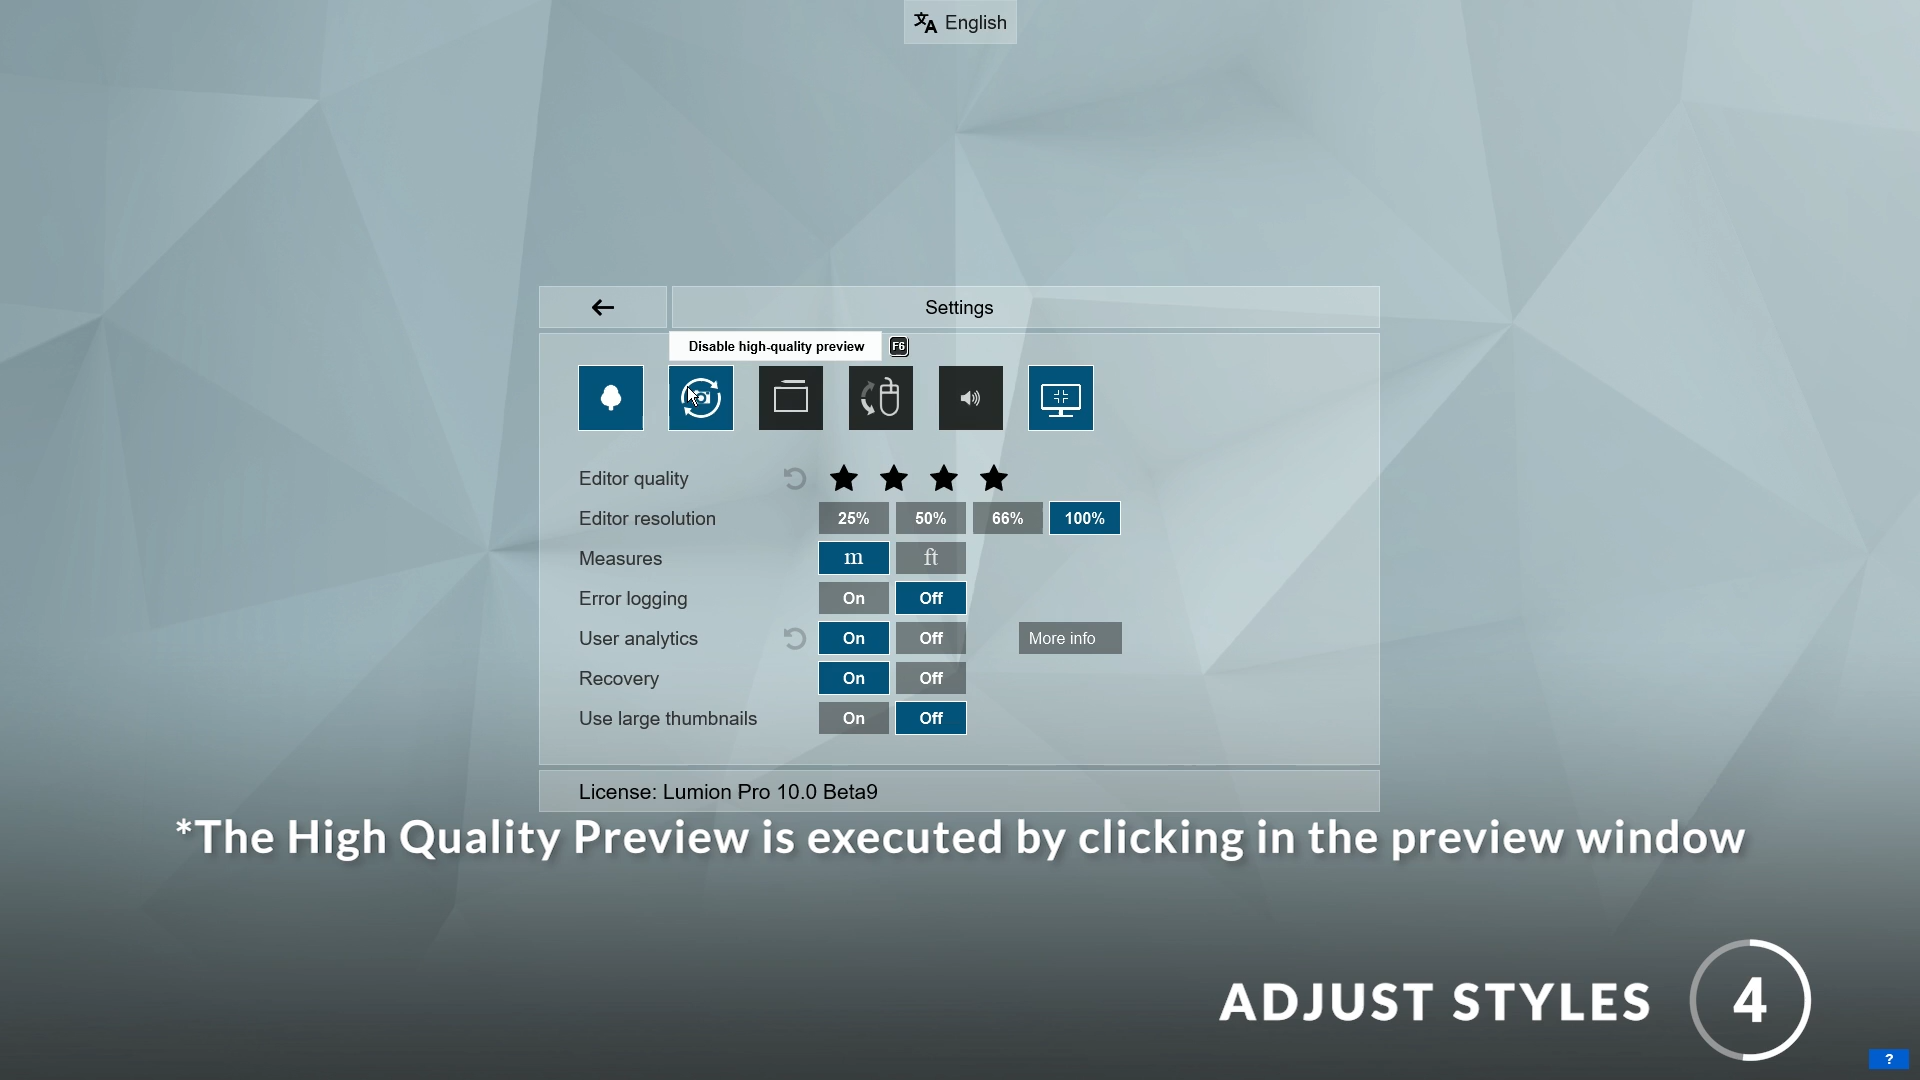 English
Settings
Disable high-quality preview F6
Editor quality
Editor resolution 25% 50% 66% 100%
Measures m ft
Error logging On Off
User analytics On Off More info
Recovery On Off
Use large thumbnails On Off
License: Lumion Pro 10.0 Beta9
*The High Quality Preview is executed by clicking in the preview window
ADJUST STYLES 4
?